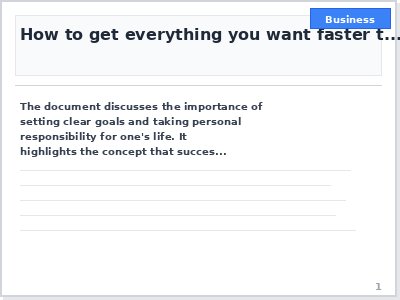 Business
How to get everything you want faster t...
The document discusses the importance of
setting clear goals and taking personal
responsibility for one's life. It
highlights the concept that succes...
1